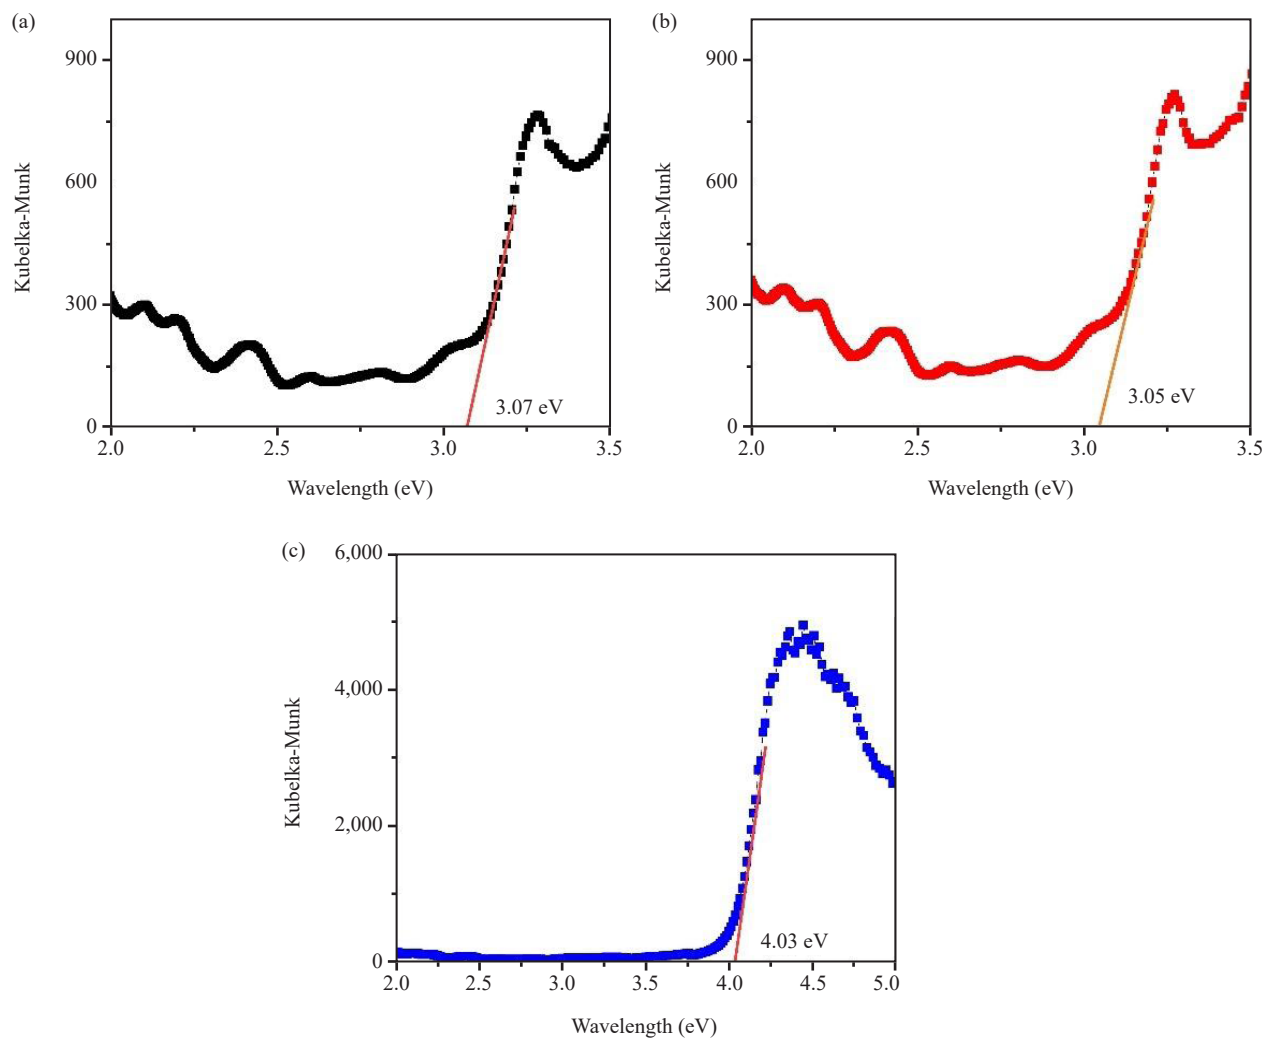 (a)
900
600
300
0
Kubelka-Munk
3.07 eV
2.0 2.5 3.0 3.5
Wavelength (eV)
(b)
900
600
300
0
Kubelka-Munk
3.05 eV
2.0 2.5 3.0 3.5
Wavelength (eV)
(c)
6,000
4,000
2,000
0
Kubelka-Munk
4.03 eV
2.0 2.5 3.0 3.5 4.0 4.5 5.0
Wavelength (eV)